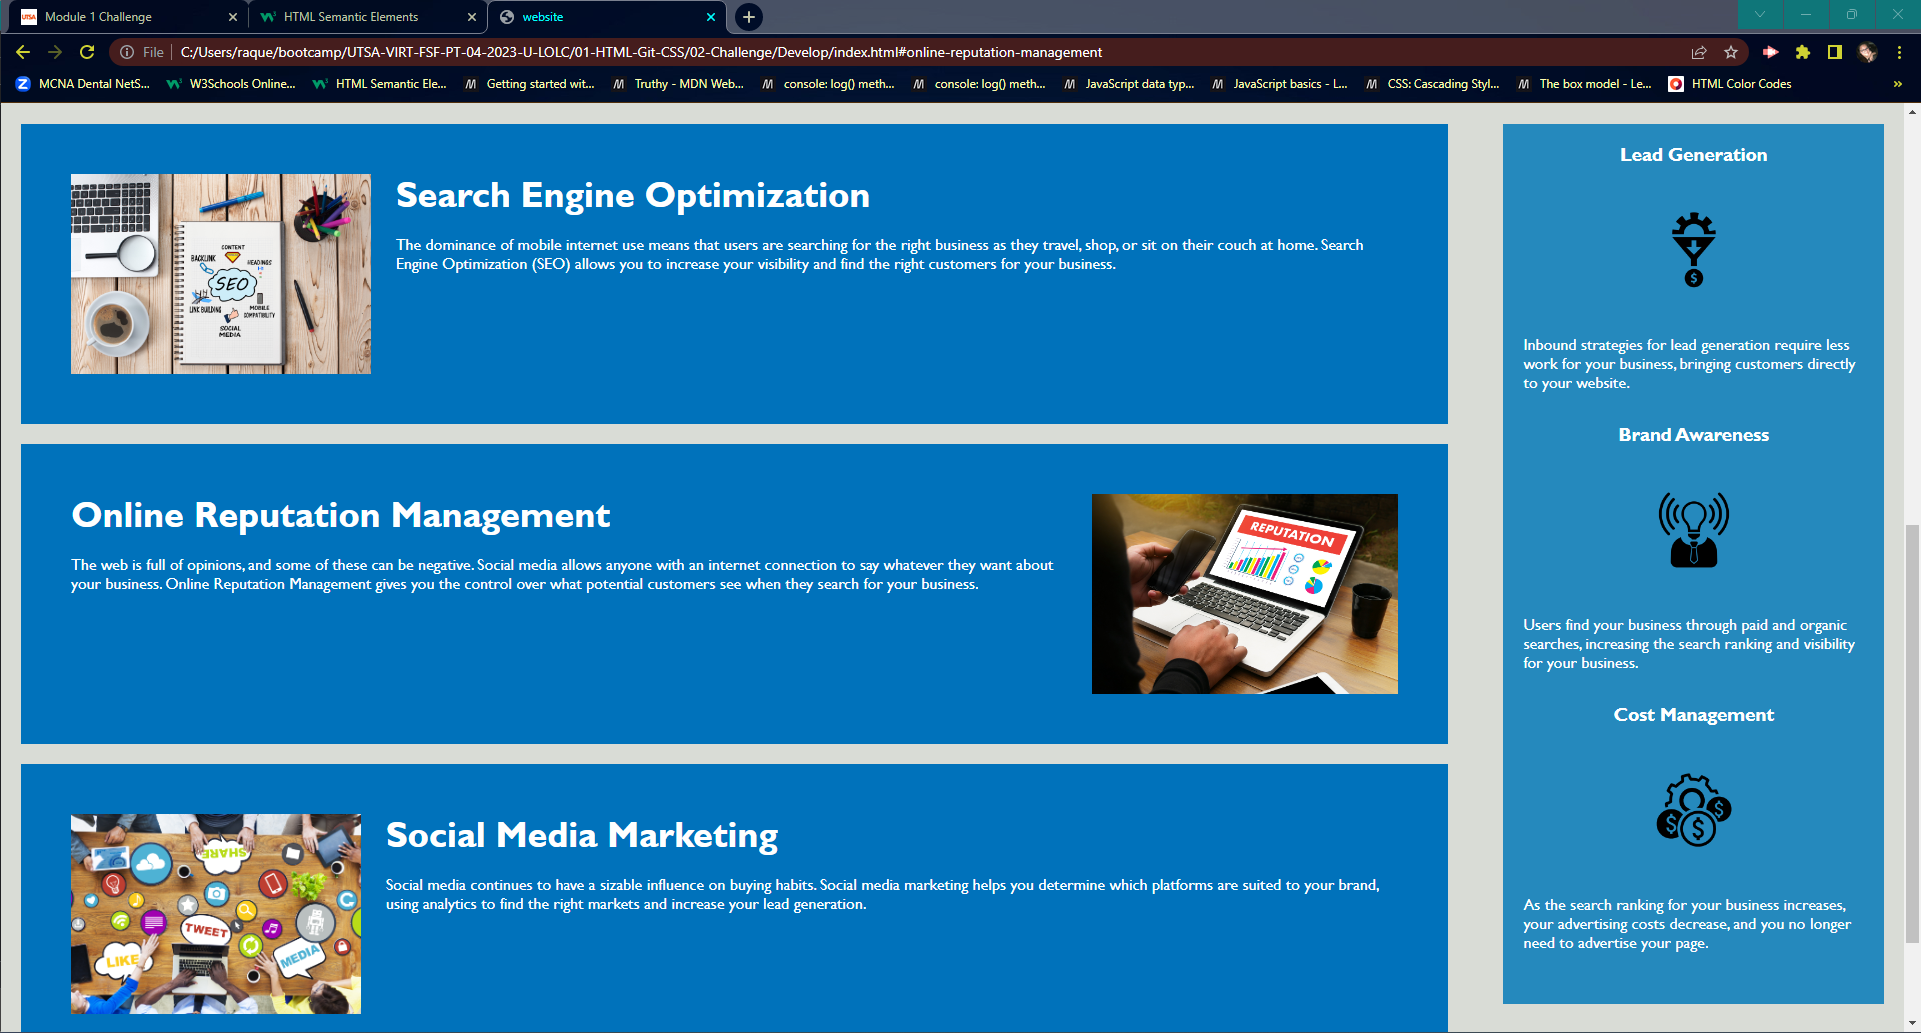 UTSA Module 1 Challenge
HTML Semantic Elements
website
File C:/Users/raque/bootcamp/UTSA-VIRT-FSF-PT-04-2023-U-LOLC/01-HTML-Git-CSS/02-Challenge/Develop/index.html#online-reputation-management
MCNA Dental NetS... W3Schools Online... HTML Semantic Ele... Getting started wit... Truthy - MDN Web... console: log() meth... console: log() meth... JavaScript data typ... JavaScript basics - L... CSS: Cascading Styl... The box model - Le... HTML Color Codes »
Search Engine Optimization
The dominance of mobile internet use means that users are searching for the right business as they travel, shop, or sit on their couch at home. Search
Engine Optimization (SEO) allows you to increase your visibility and find the right customers for your business.
CONTENT
BACKLINK
HEADINGS
SEO
LINK BUILDING
MOBILE
COMPATIBILITY
SOCIAL
MEDIA
Online Reputation Management
The web is full of opinions, and some of these can be negative. Social media allows anyone with an internet connection to say whatever they want about
your business. Online Reputation Management gives you the control over what potential customers see when they search for your business.
REPUTATION
Social Media Marketing
Social media continues to have a sizable influence on buying habits. Social media marketing helps you determine which platforms are suited to your brand,
using analytics to find the right markets and increase your lead generation.
SHARE
TWEET
LIKE
MEDIA
Lead Generation
$
Inbound strategies for lead generation require less
work for your business, bringing customers directly
to your website.
Brand Awareness
Users find your business through paid and organic
searches, increasing the search ranking and visibility
for your business.
Cost Management
$ $ $
As the search ranking for your business increases,
your advertising costs decrease, and you no longer
need to advertise your page.